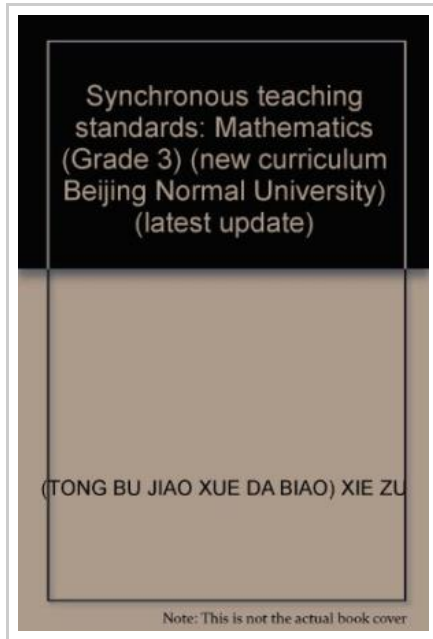 Synchronous teaching
standards: Mathematics
(Grade 3) (new curriculum
Beijing Normal University)
(latest update)
(TONG BU JIAO XUE DA BIAO) XIE ZU
Note: This is not the actual book cover